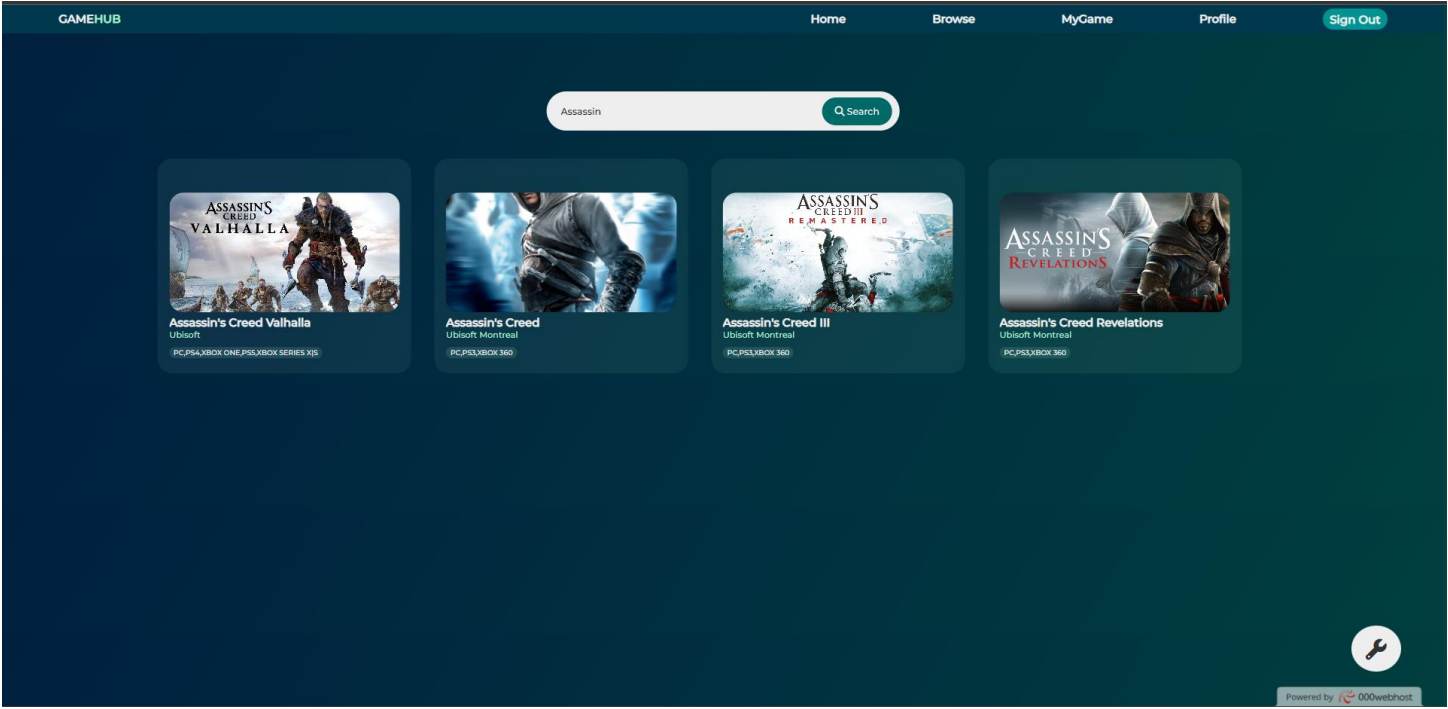 GAMEHUB Home Browse MyGame Profile Sign Out
Assassin Search
ASSASSIN'S
CREED
VALHALLA
Assassin's Creed Valhalla
Ubisoft
PC,PS4,XBOX ONE,PS5,XBOX SERIES X|S
Assassin's Creed
Ubisoft Montreal
PC,PS3,XBOX 360
ASSASSIN'S
CREED III
REMASTERED
Assassin's Creed III
Ubisoft Montreal
PC,PS3,XBOX 360
ASSASSIN'S
CREED
REVELATIONS
Assassin's Creed Revelations
Ubisoft Montreal
PC,PS3,XBOX 360
Powered by 000webhost